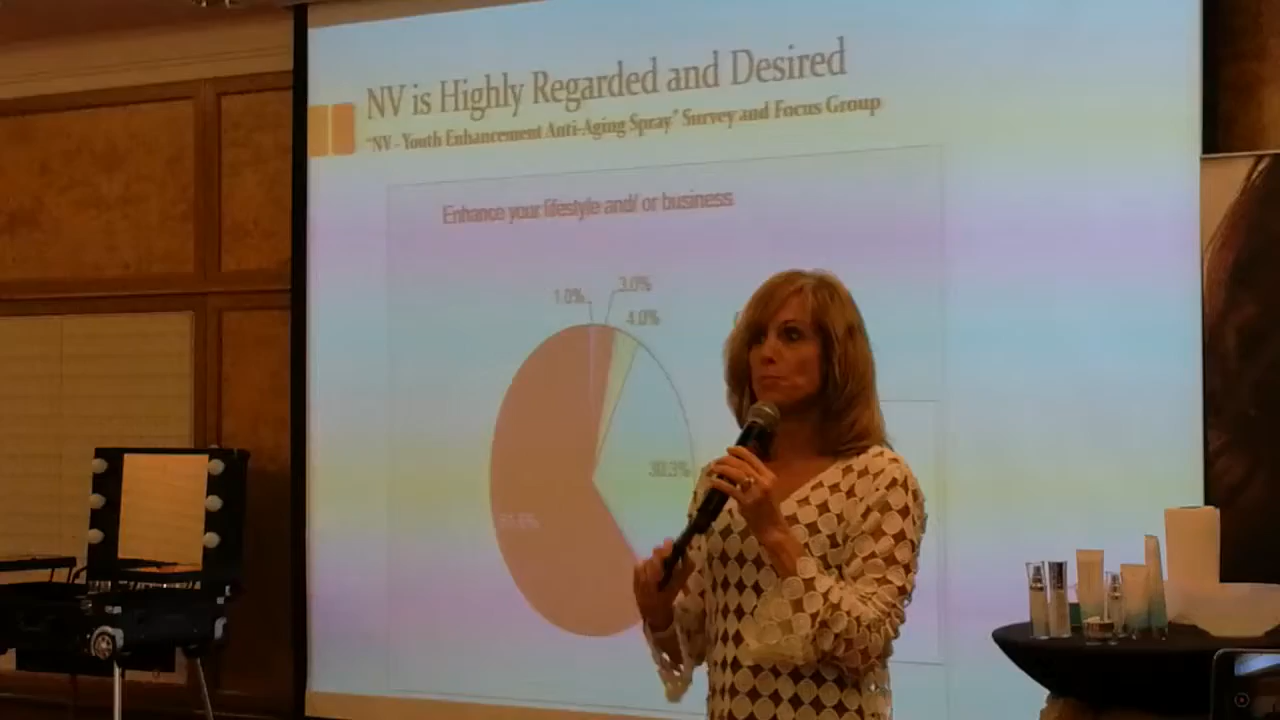 NV is Highly Regarded and Desired
"NV - Youth Enhancement Anti-Aging Spray" Survey and Focus Group
Enhance your lifestyle and/ or business
1.0%
3.0%
4.0%
30.3%